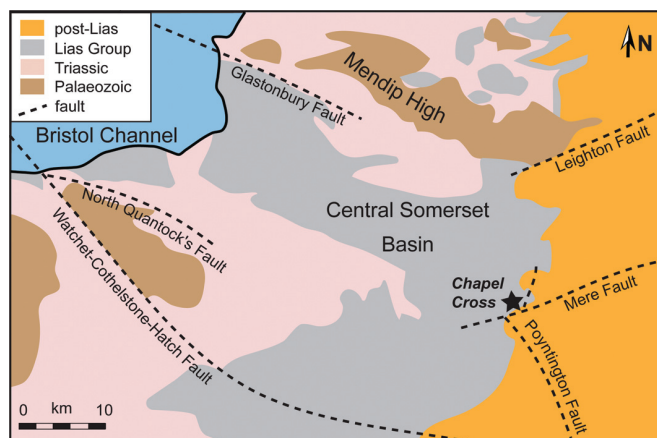 post-Lias
Lias Group
Triassic
Palaeozoic
fault
N
Mendip High
Glastonbury Fault
Bristol Channel
Leighton Fault
North Quantock's Fault
Central Somerset
Basin
Watchet-Cothelstone-Hatch Fault
Chapel
Cross
Mere Fault
Poyntington Fault
km
0 10